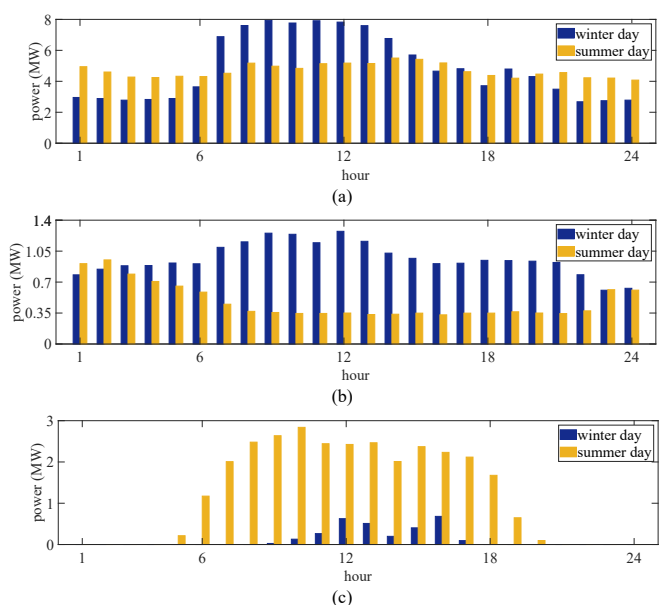 8
6
4
2
0
power (MW)
winter day
summer day
1 6 12 18 24
hour
(a)
1.4
1.05
0.7
0.35
0
power (MW)
winter day
summer day
1 6 12 18 24
hour
(b)
3
2
1
0
power (MW)
winter day
summer day
1 6 12 18 24
hour
(c)